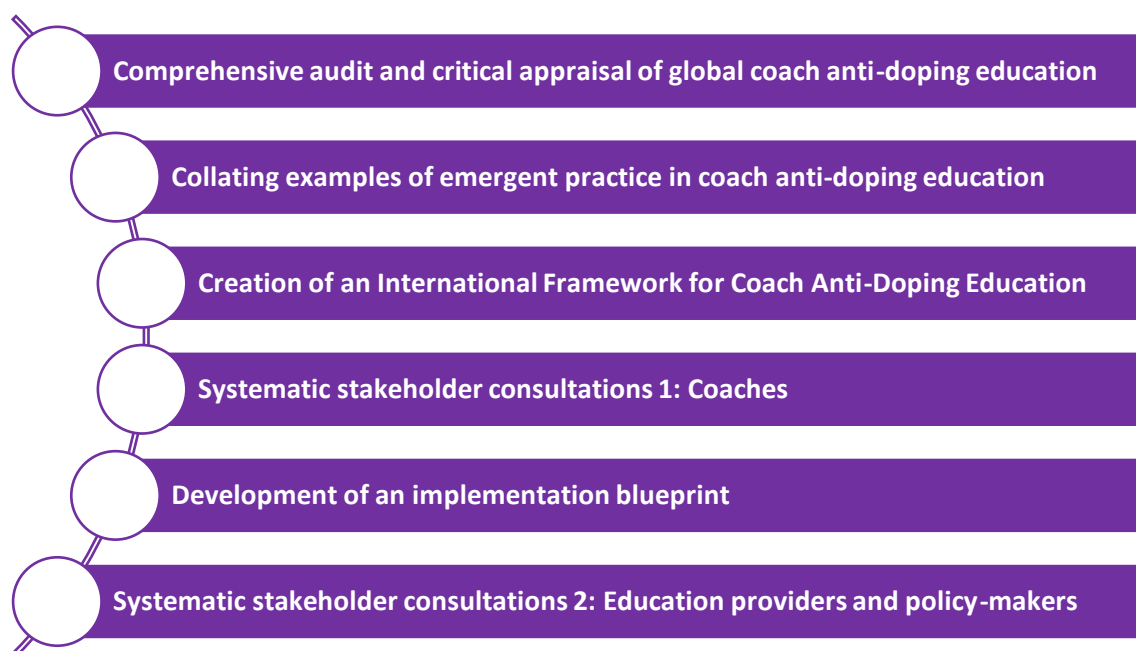 Comprehensive audit and critical appraisal of global coach anti-doping education
Collating examples of emergent practice in coach anti-doping education
Creation of an International Framework for Coach Anti-Doping Education
Systematic stakeholder consultations 1: Coaches
Development of an implementation blueprint
Systematic stakeholder consultations 2: Education providers and policy-makers